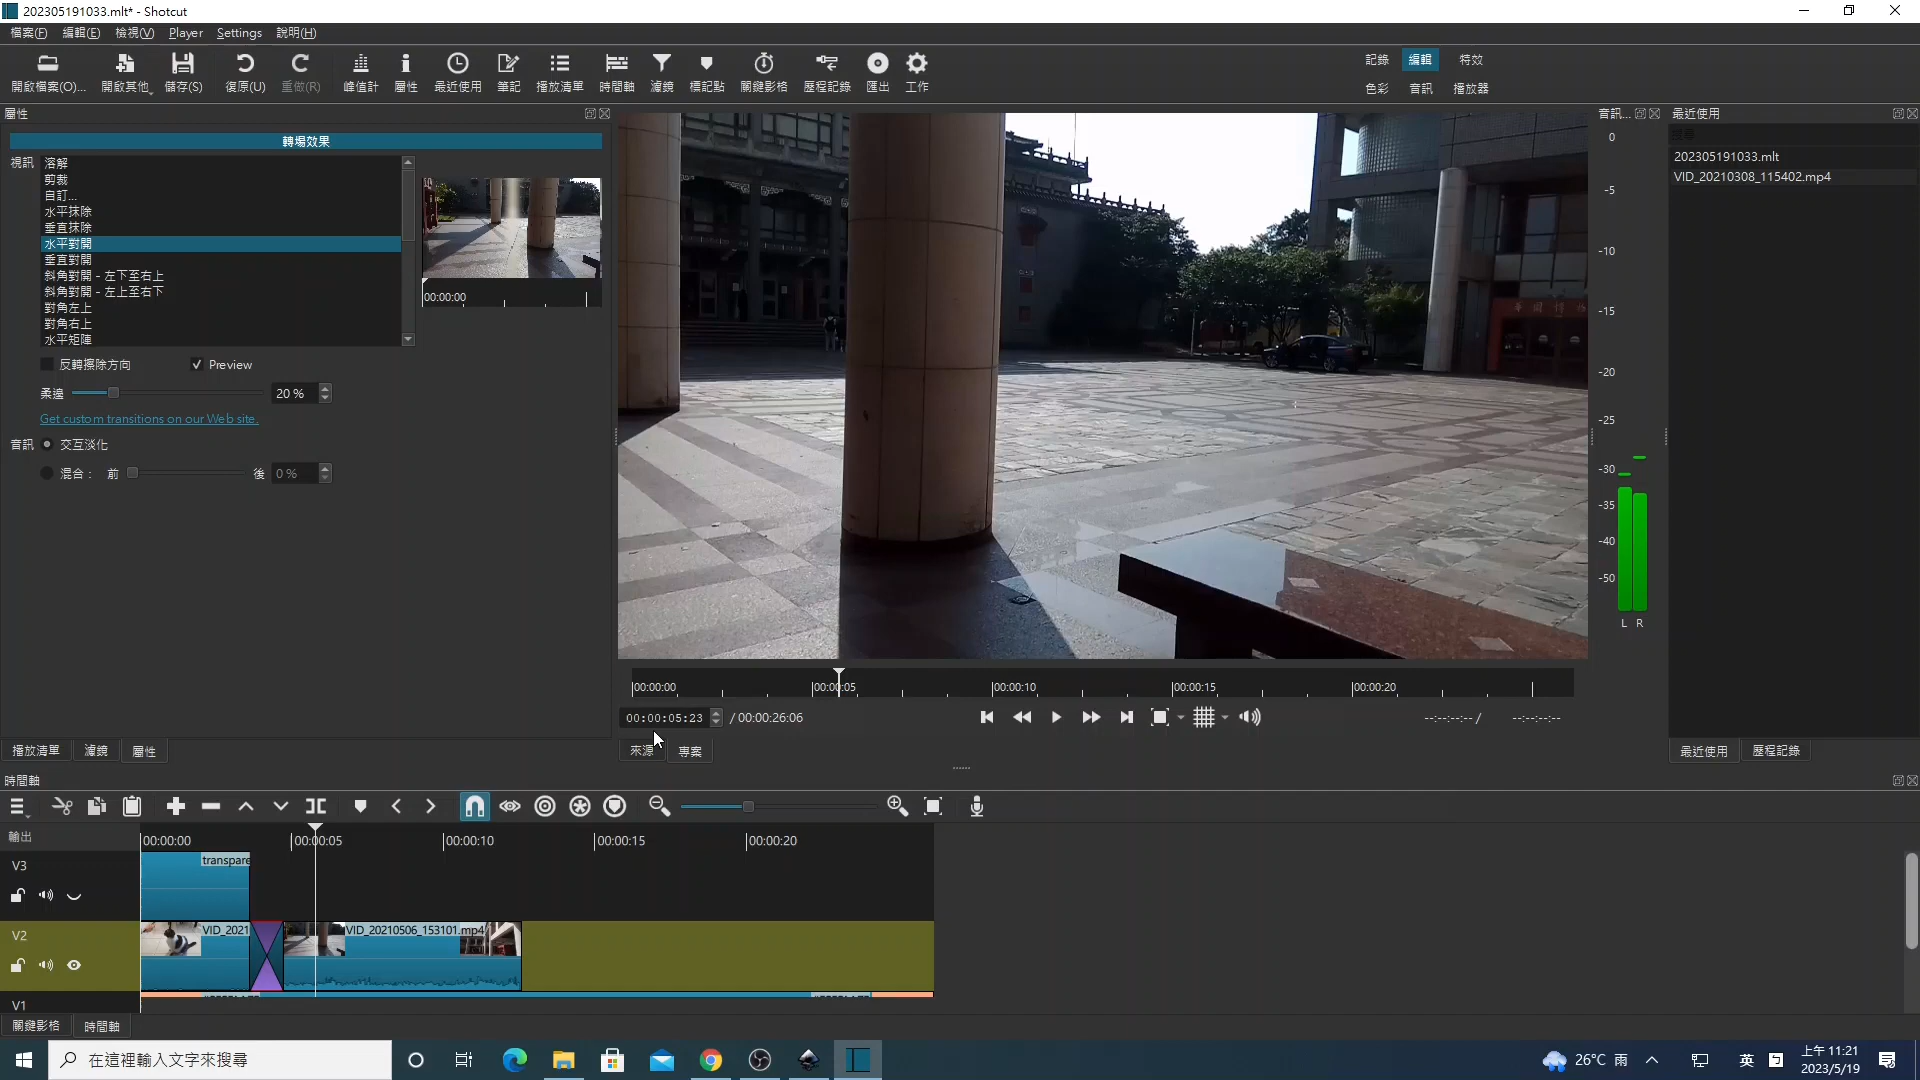 202305191033.mlt* - Shotcut
檔案(F) 編輯(E) 檢視(V) Player Settings 說明(H)
開啟檔案(O)... 開啟其他 儲存(S) 復原(U) 重做(R) 峰值計 屬性 最近使用 筆記 播放清單 時間軸 濾鏡 標記點 關鍵影格 歷程記錄 匯出 工作
記錄 編輯 特效
色彩 音訊 播放器
屬性
轉場效果
視訊
溶解
剪裁
自訂...
水平抹除
垂直抹除
水平對開
垂直對開
斜角對開 - 左下至右上
斜角對開 - 左上至右下
對角左上
對角右上
水平矩陣
00:00:00
反轉擦除方向 Preview
柔邊 20 %
Get custom transitions on our Web site.
音訊 交互淡化
混合： 前 後 0 %
播放清單 濾鏡 屬性
00:00:00 00:00:05 00:00:10 00:00:15 00:00:20
00:00:05:23 / 00:00:26:06 --:--:--:-- / --:--:--:--
來源 專案
音訊...
0
-5
-10
-15
-20
-25
-30
-35
-40
-50
L R
最近使用
搜尋
202305191033.mlt
VID_20210308_115402.mp4
最近使用 歷程記錄
時間軸
輸出 00:00:00 00:00:05 00:00:10 00:00:15 00:00:20
V3 transpare
V2 VID_2021 VID_20210506_153101.mp4
V1
關鍵影格 時間軸
在這裡輸入文字來搜尋
26°C 雨 英
上午 11:21
2023/5/19